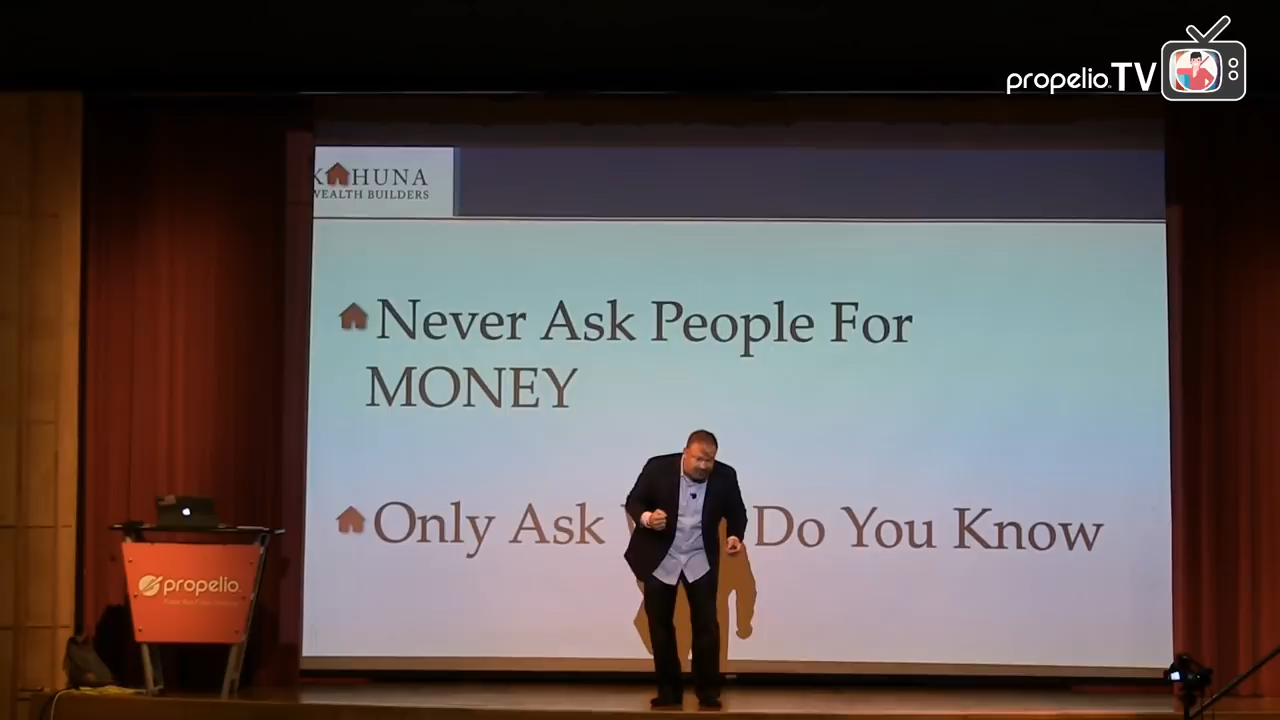 propelio TV
K HUNA
WEALTH BUILDERS
Never Ask People For
MONEY
Only Ask Do You Know
propelio